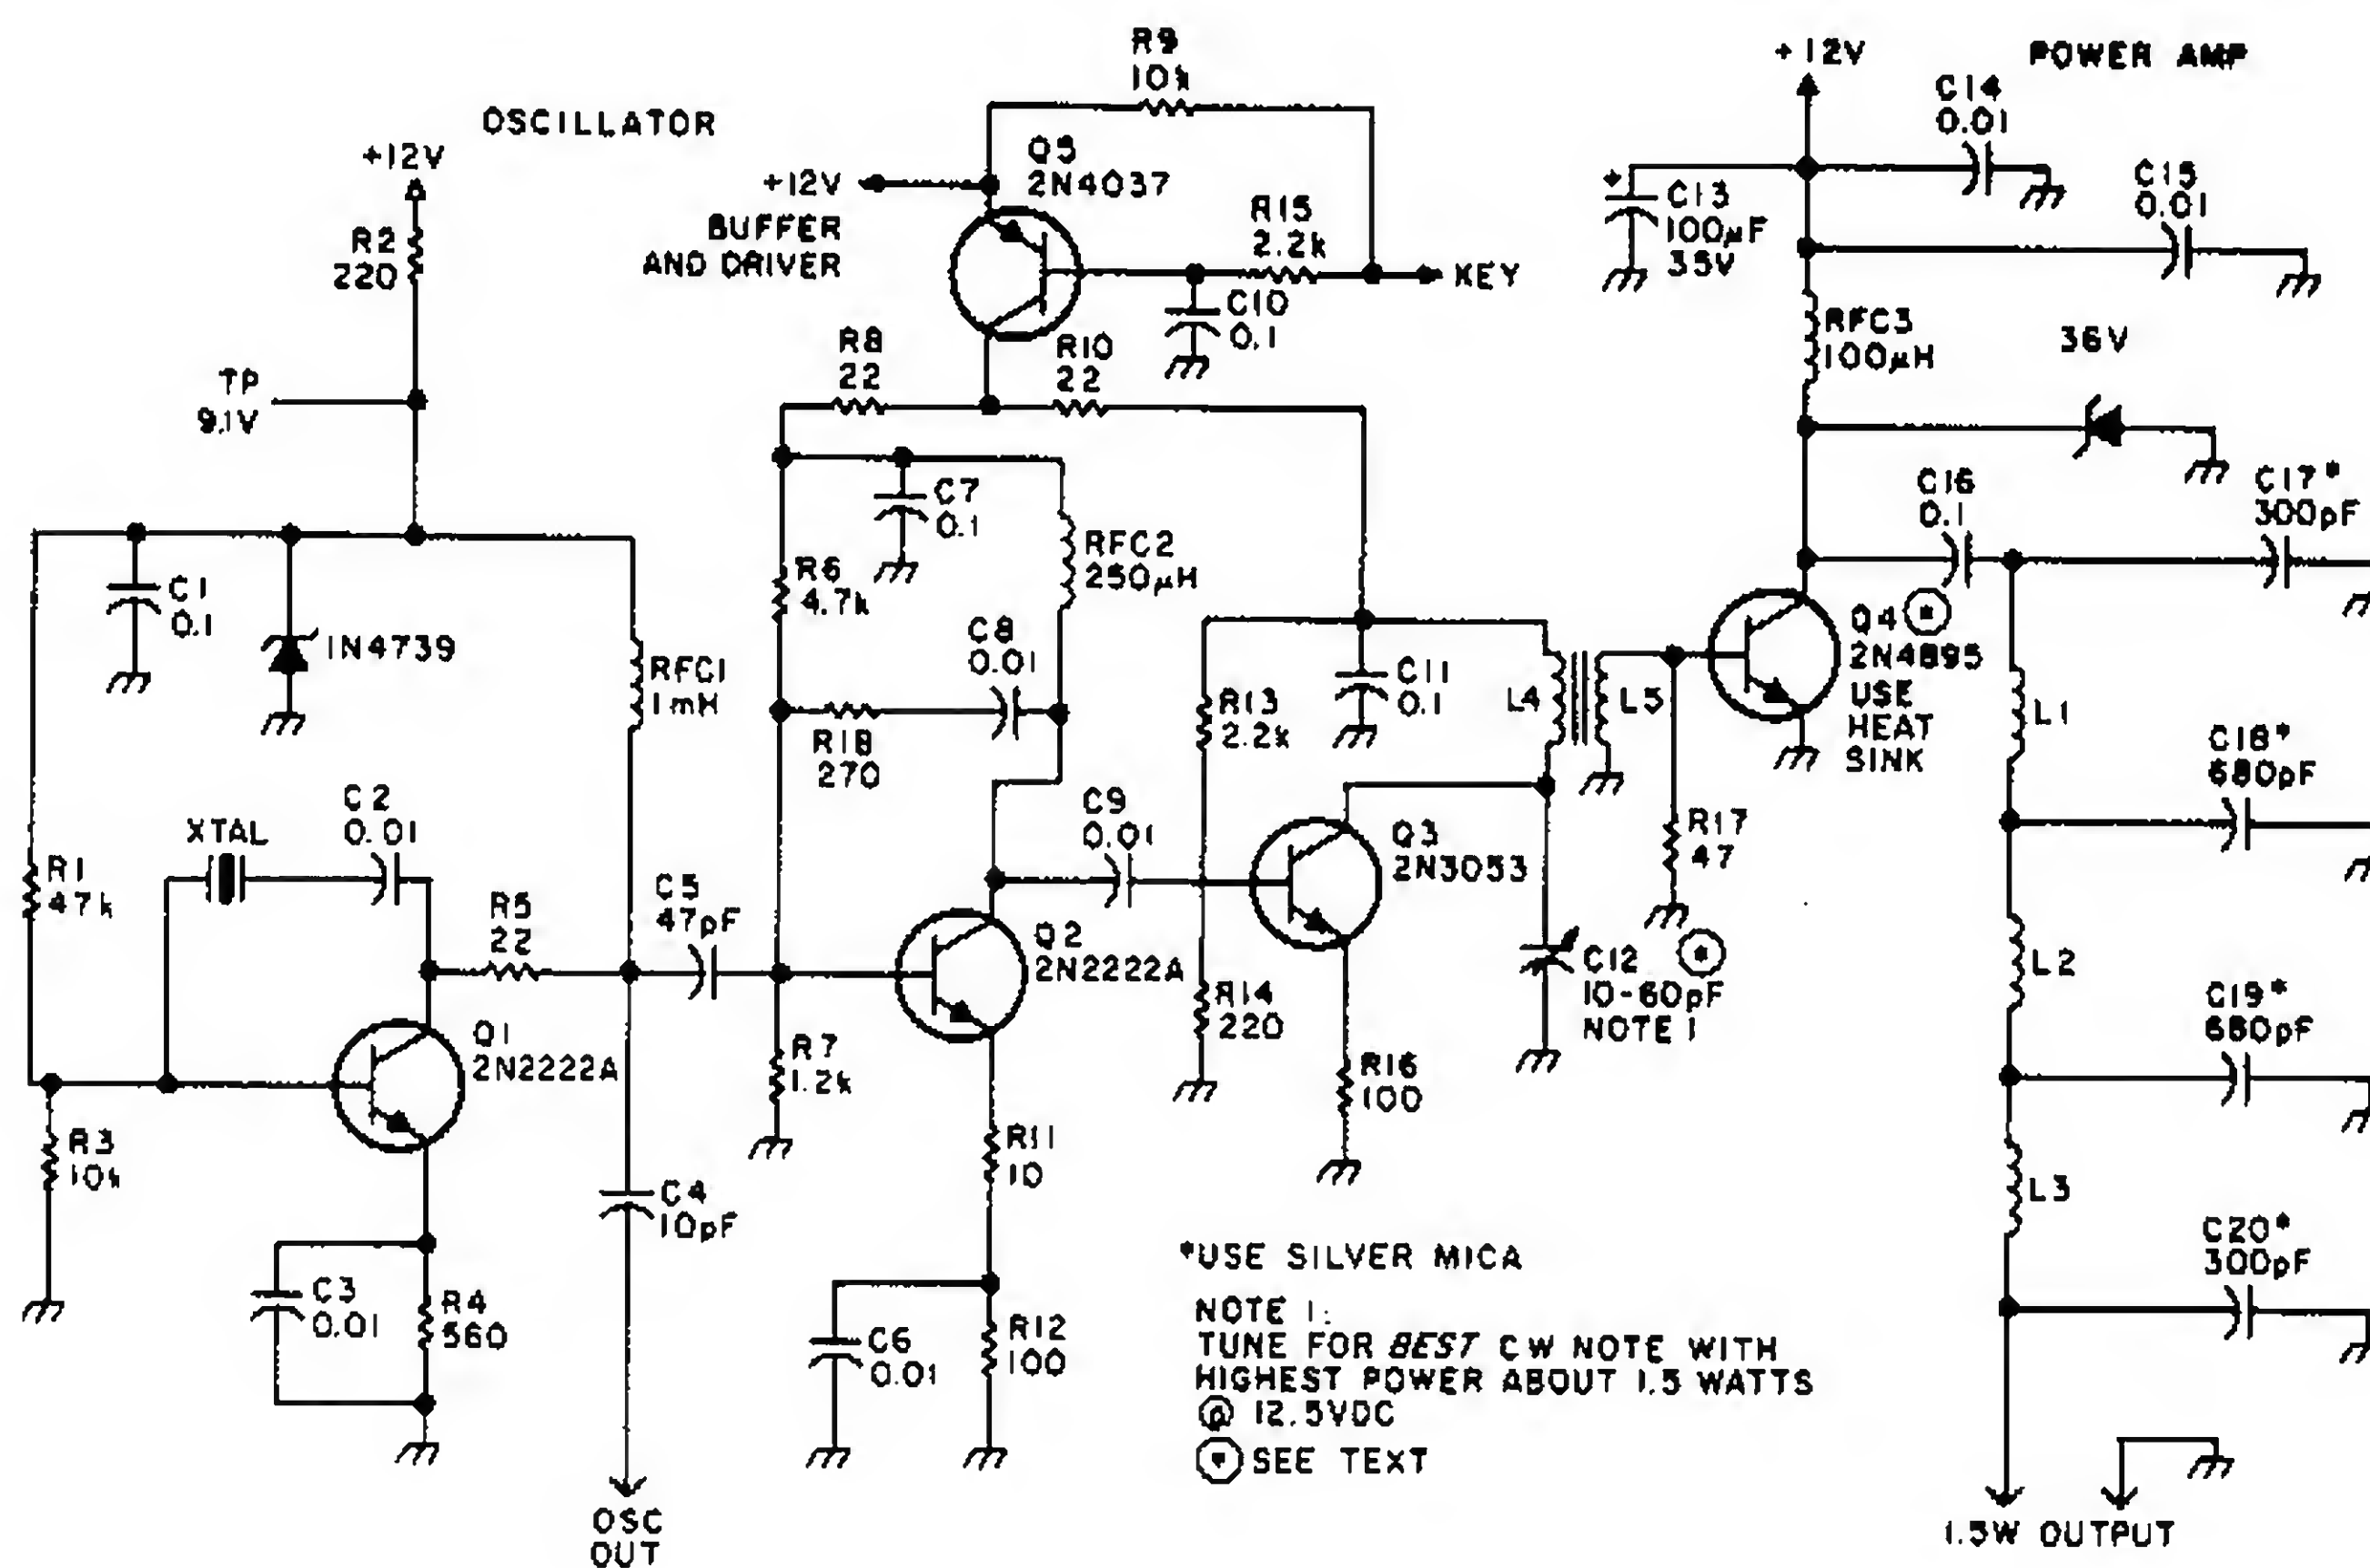 OSCILLATOR
+12V
R2
220
TP
9.1V
C1
0.1
1N4739
RFC1
1mH
XTAL
C2
0.01
R1
47k
R5
22
C5
47pF
Q1
2N2222A
R3
10k
C3
0.01
R4
560
C4
10pF
OSC
OUT
R9
10k
+12V
BUFFER
AND DRIVER
Q5
2N4037
R15
2.2k
KEY
C10
0.1
R8
22
R10
22
C7
0.1
RFC2
250µH
R6
4.7k
C8
0.01
R18
270
C9
0.01
Q2
2N2222A
R7
1.2k
R11
10
C6
0.01
R12
100
C11
0.1
R13
2.2k
R14
220
Q3
2N3053
R16
100
L4
L5
C12 *
10-60pF
NOTE 1
R17
47
POWER AMP
+12V
C14
0.01
C15
0.01
+
C13
100µF
35V
RFC3
100µH
36V
C16
0.1
C17*
300pF
Q4 *
2N4895
USE
HEAT
SINK
L1
C18*
680pF
L2
C19*
680pF
L3
C20*
300pF
*USE SILVER MICA
NOTE 1:
TUNE FOR BEST CW NOTE WITH
HIGHEST POWER ABOUT 1.5 WATTS
@ 12.5VDC
* SEE TEXT
1.5W OUTPUT